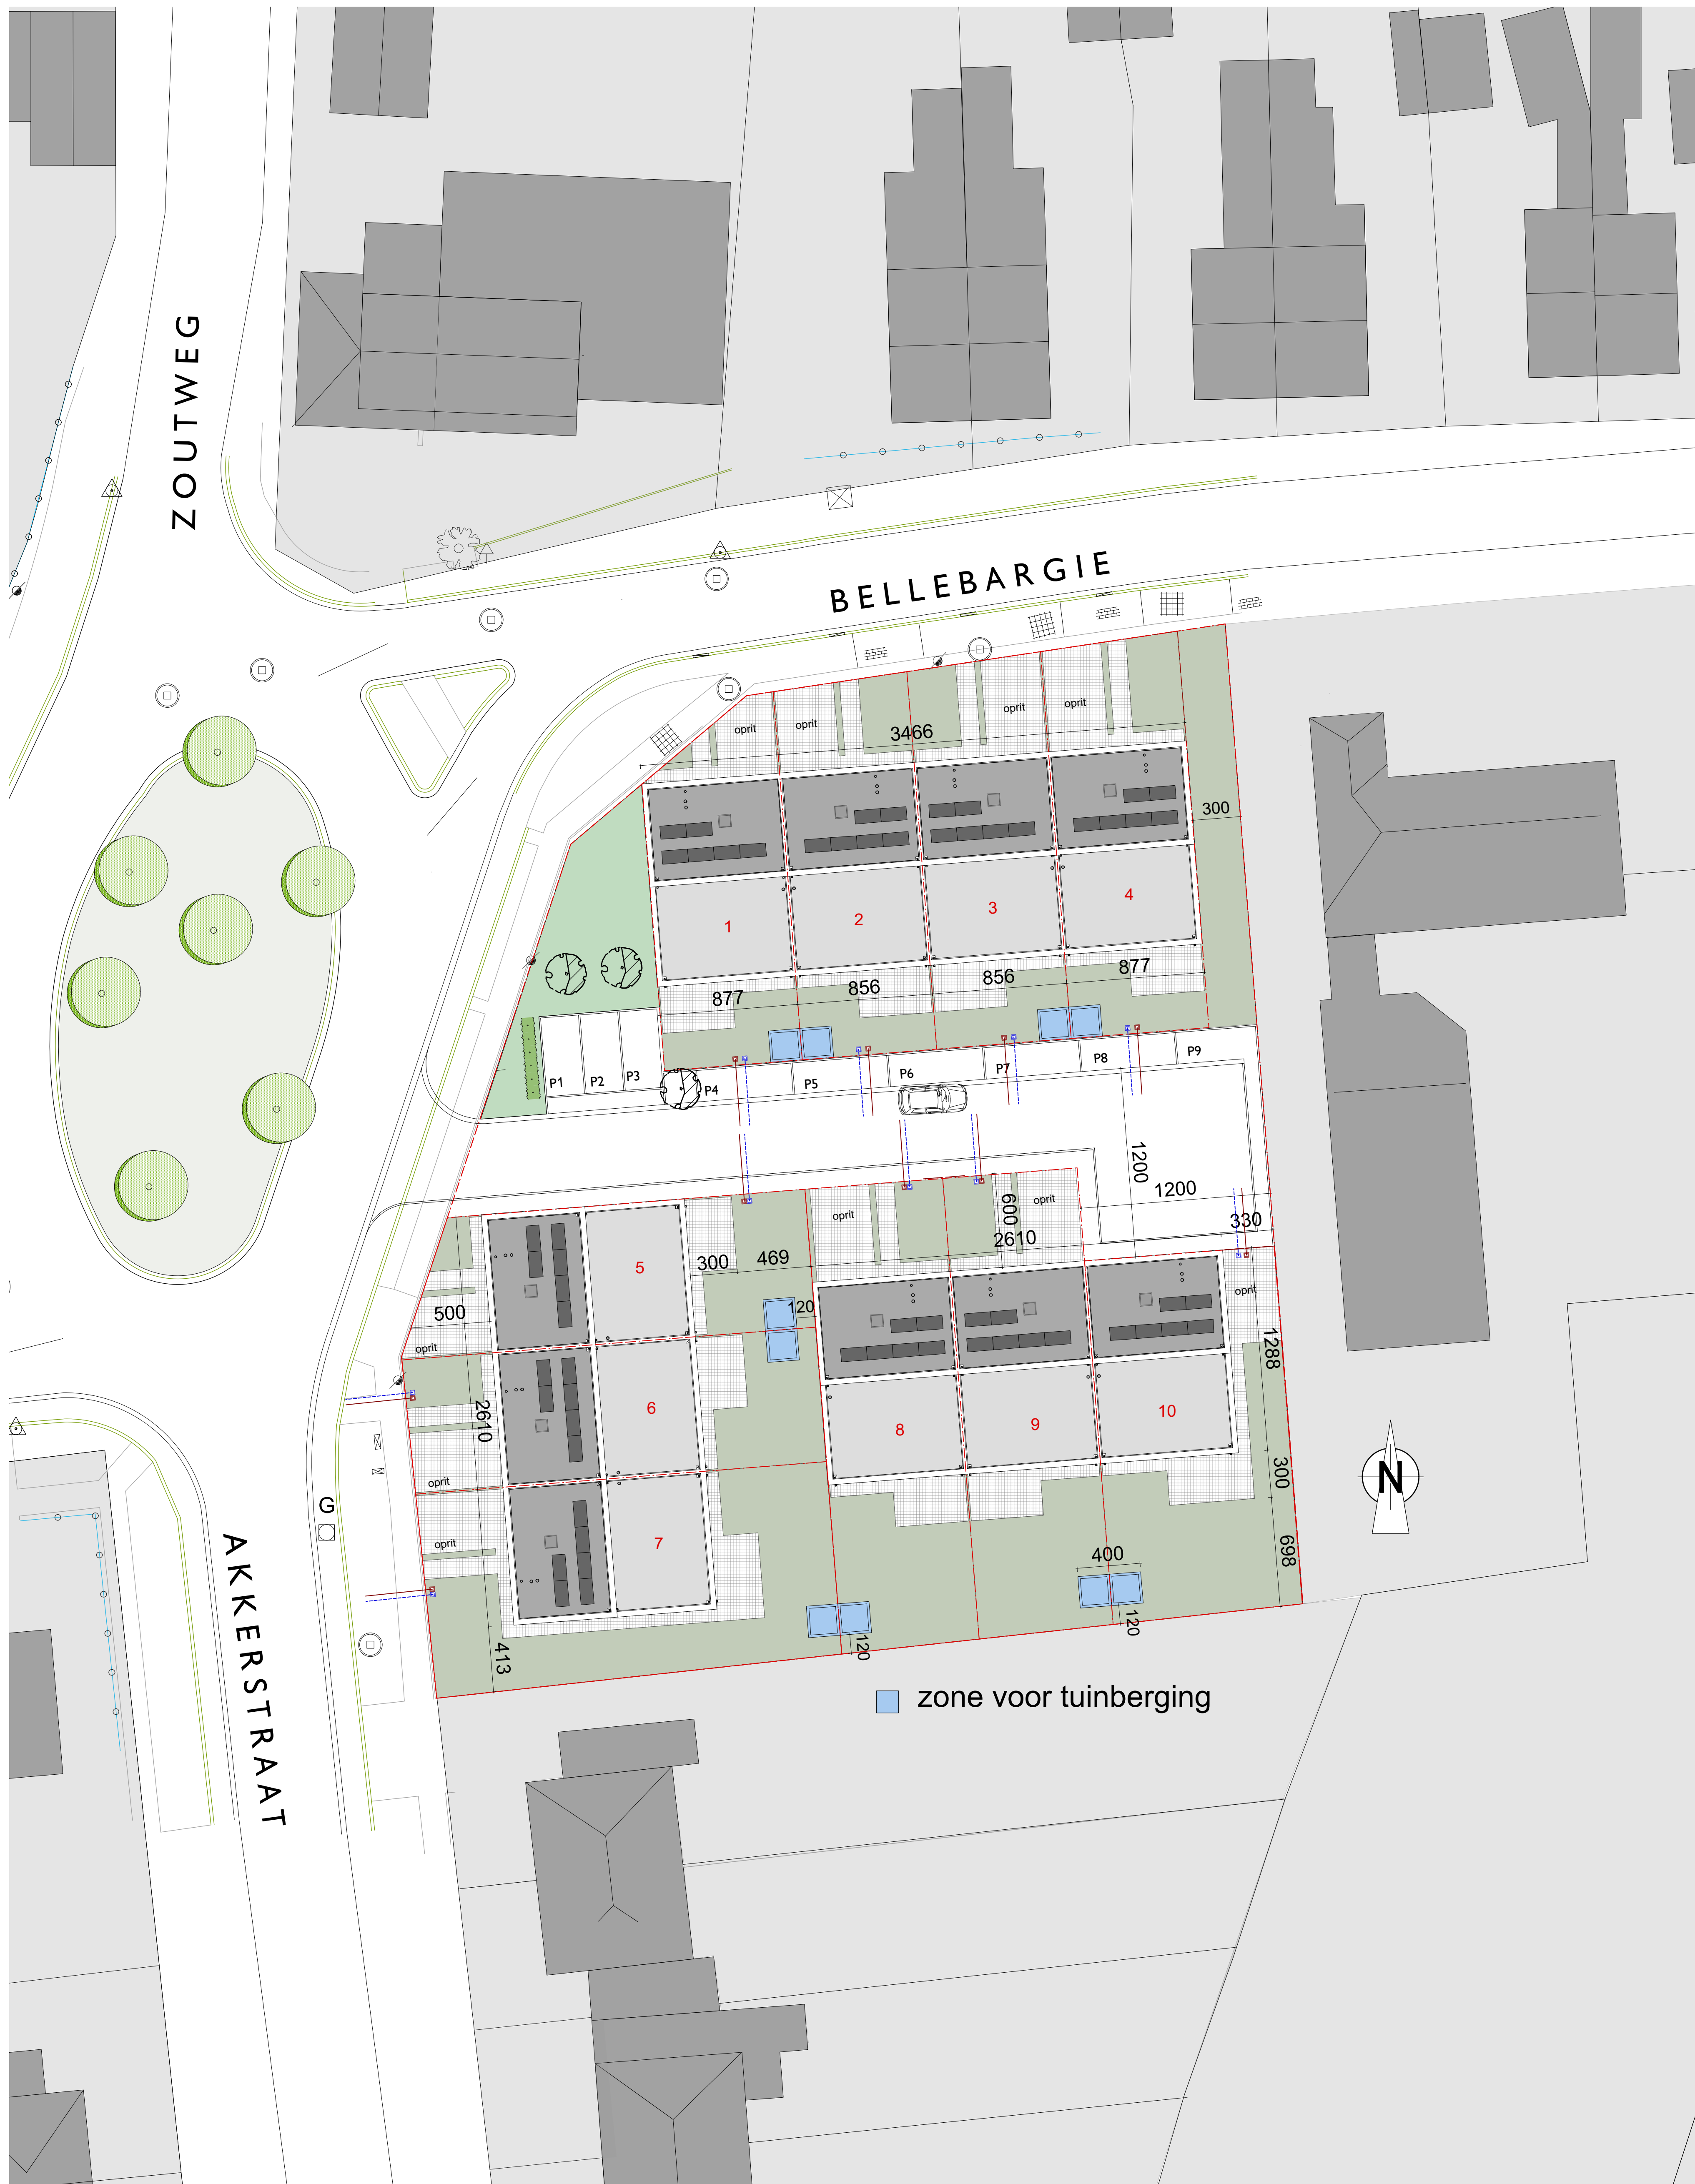 ZOUTWEG
BELLEBARGIE
oprit
oprit
oprit
oprit
3466
300
1
2
3
4
877
856
856
877
P1
P2
P3
P4
P5
P6
P7
P8
P9
1200
1200
330
oprit
600
oprit
2610
300
469
120
5
500
oprit
6
2610
oprit
7
oprit
413
8
9
10
oprit
1288
300
698
400
120
120
G
N
AKKERSTRAAT
zone voor tuinberging